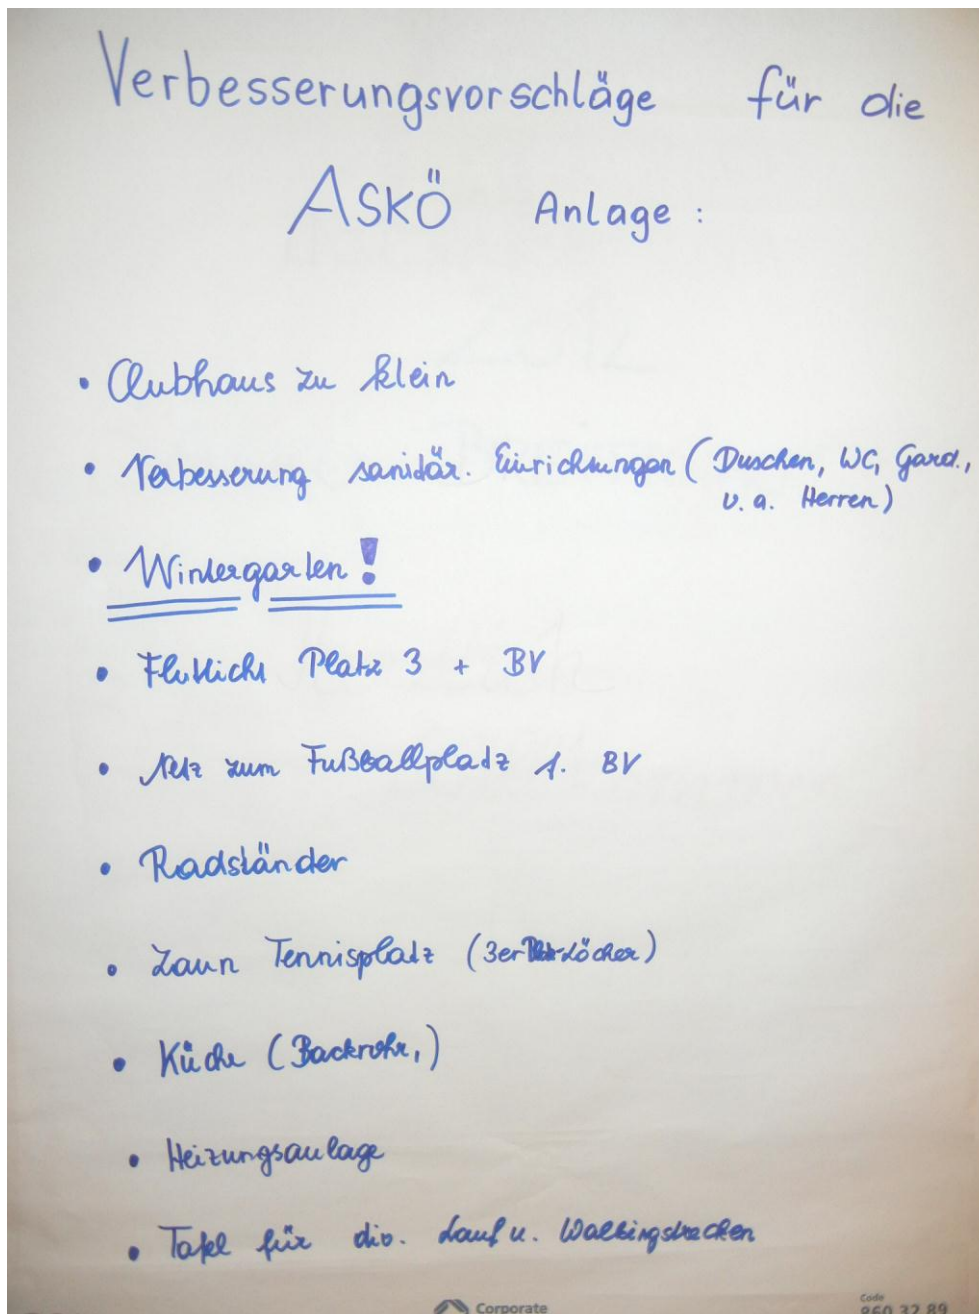 Verbesserungsvorschläge für die
ASKÖ Anlage :
• Clubhaus zu klein
• Verbesserung sanitär. Einrichtungen ( Duschen, WC, Gard.,
v. a. Herren )
• Wintergarten !
• Flutlicht Platz 3 + BV
• Netz zum Fußballplatz 1. BV
• Radständer
• Zaun Tennisplatz (3er Löcher)
• Küche (Backrohr,)
• Heizungsanlage
• Tafel für div. Lauf u. Walkingstrecken
Corporate
Code
860 32 89